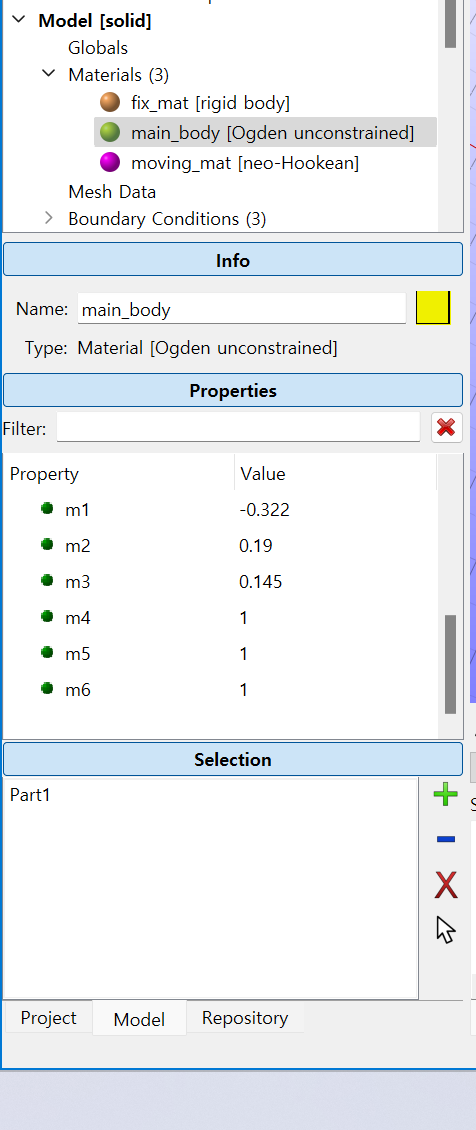 Model [solid]
Globals
Materials (3)
fix_mat [rigid body]
main_body [Ogden unconstrained]
moving_mat [neo-Hookean]
Mesh Data
Boundary Conditions (3)
Info
Name: main_body
Type: Material [Ogden unconstrained]
Properties
Filter:
Property Value
m1 -0.322
m2 0.19
m3 0.145
m4 1
m5 1
m6 1
Selection
Part1
Project Model Repository